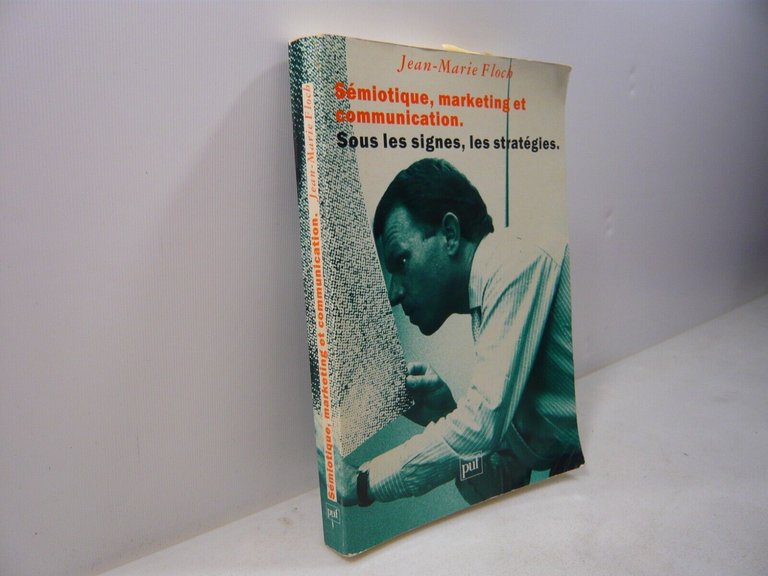 Jean-Marie Floch
Sémiotique, marketing et
communication.
Sous les signes, les stratégies.
puf
Sémiotique, marketing et communication. Jean-Marie Floch
puf